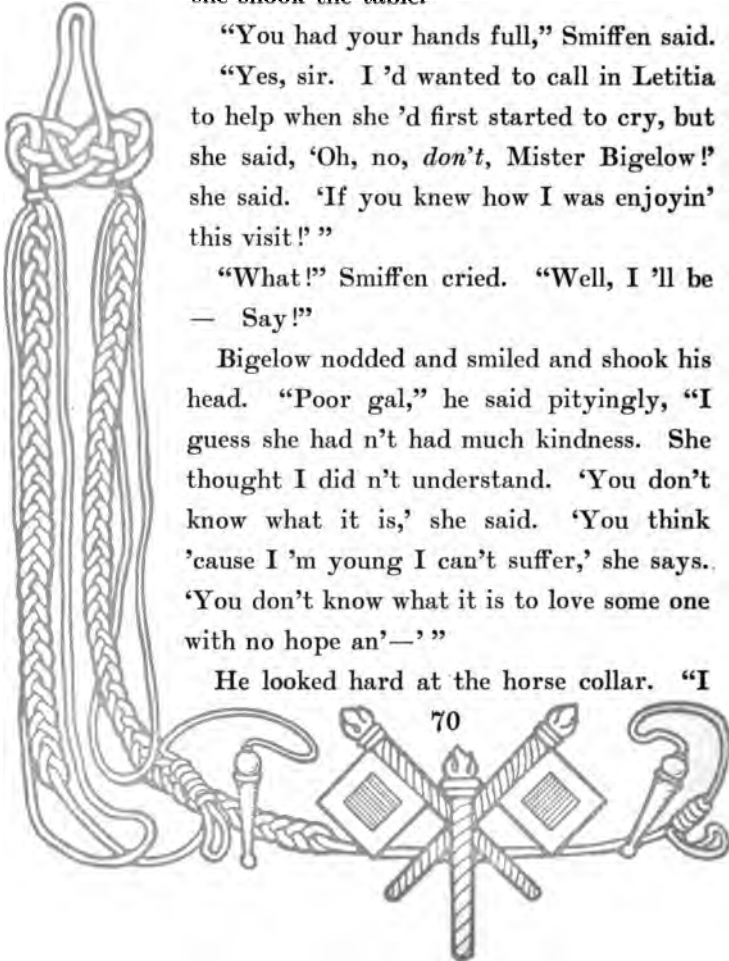 she shook the table.
“You had your hands full,” Smiffen said.
“Yes, sir. I ’d wanted to call in Letitia
to help when she ’d first started to cry, but
she said, ‘Oh, no, don’t, Mister Bigelow!’
she said. ‘If you knew how I was enjoyin’
this visit!’ ”
“What!” Smiffen cried. “Well, I ’ll be
— Say!”
Bigelow nodded and smiled and shook his
head. “Poor gal,” he said pityingly, “I
guess she had n’t had much kindness. She
thought I did n’t understand. ‘You don’t
know what it is,’ she said. ‘You think
’cause I ’m young I can’t suffer,’ she says.
‘You don’t know what it is to love some one
with no hope an’—’ ”
He looked hard at the horse collar. “I
70